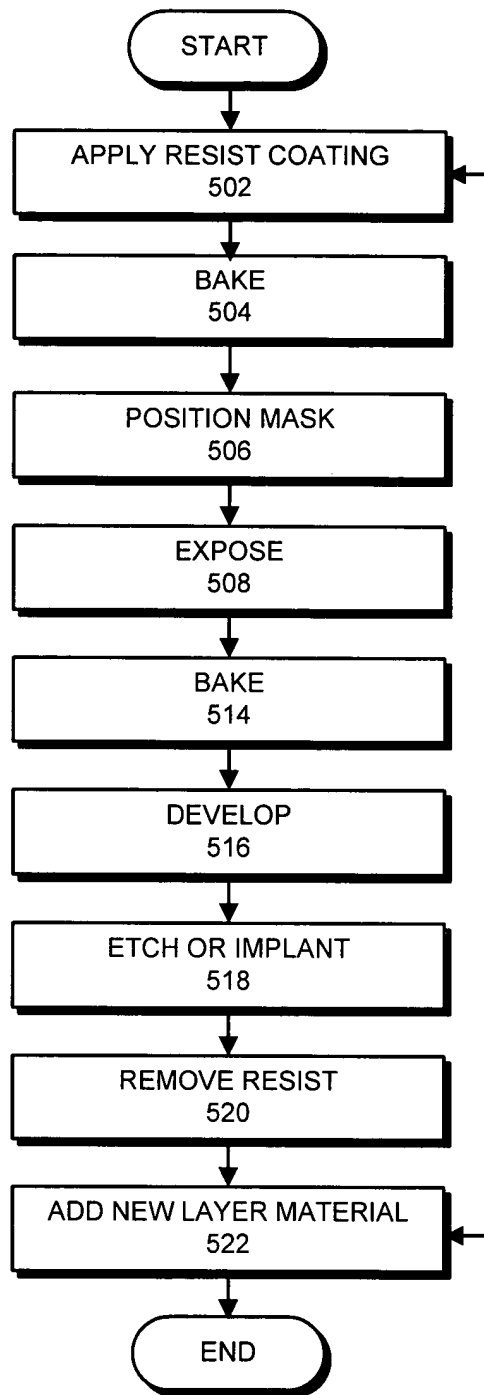 START
APPLY RESIST COATING
502
BAKE
504
POSITION MASK
506
EXPOSE
508
BAKE
514
DEVELOP
516
ETCH OR IMPLANT
518
REMOVE RESIST
520
ADD NEW LAYER MATERIAL
522
END